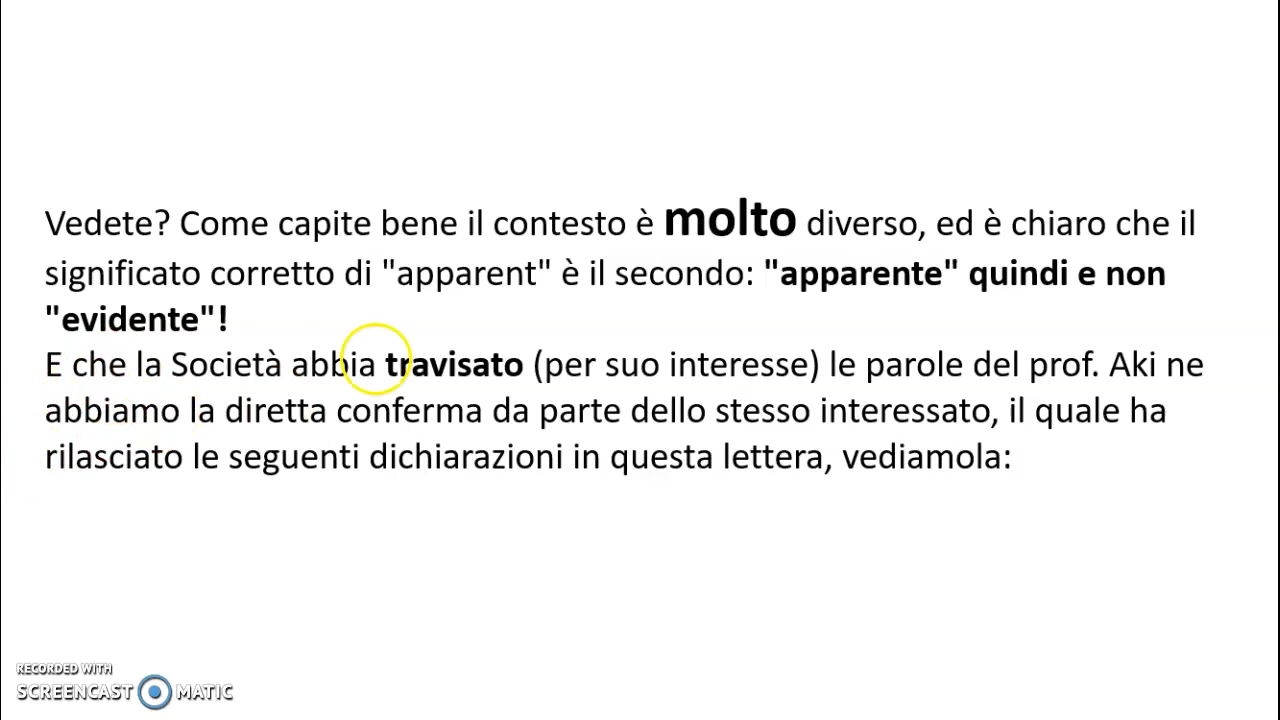 Vedete? Come capite bene il contesto è molto diverso, ed è chiaro che il
significato corretto di "apparent" è il secondo: "apparente" quindi e non
"evidente"!
E che la Società abbia travisato (per suo interesse) le parole del prof. Aki ne
abbiamo la diretta conferma da parte dello stesso interessato, il quale ha
rilasciato le seguenti dichiarazioni in questa lettera, vediamola:
RECORDED WITH
SCREENCAST MATIC